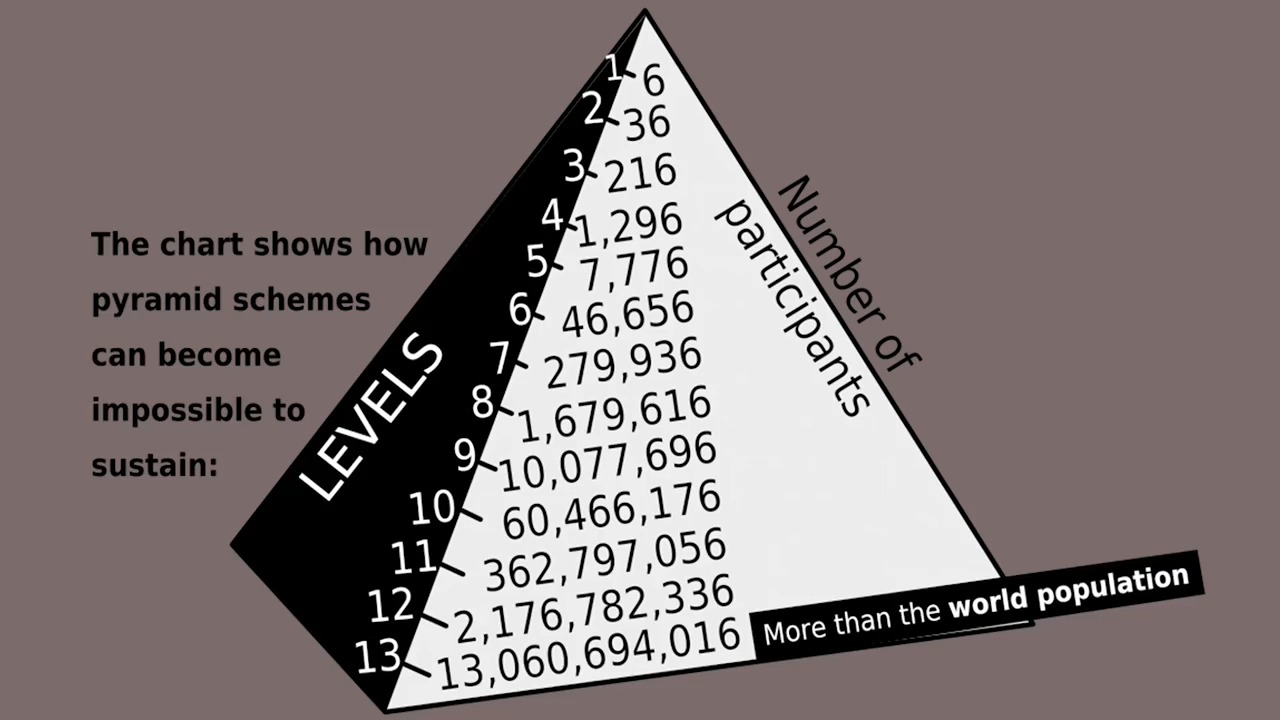 The chart shows how
pyramid schemes
can become
impossible to
sustain:
LEVELS
Number of
participants
1 6
2 36
3 216
4 1,296
5 7,776
6 46,656
7 279,936
8 1,679,616
9 10,077,696
10 60,466,176
11 362,797,056
12 2,176,782,336
13 13,060,694,016
More than the world population